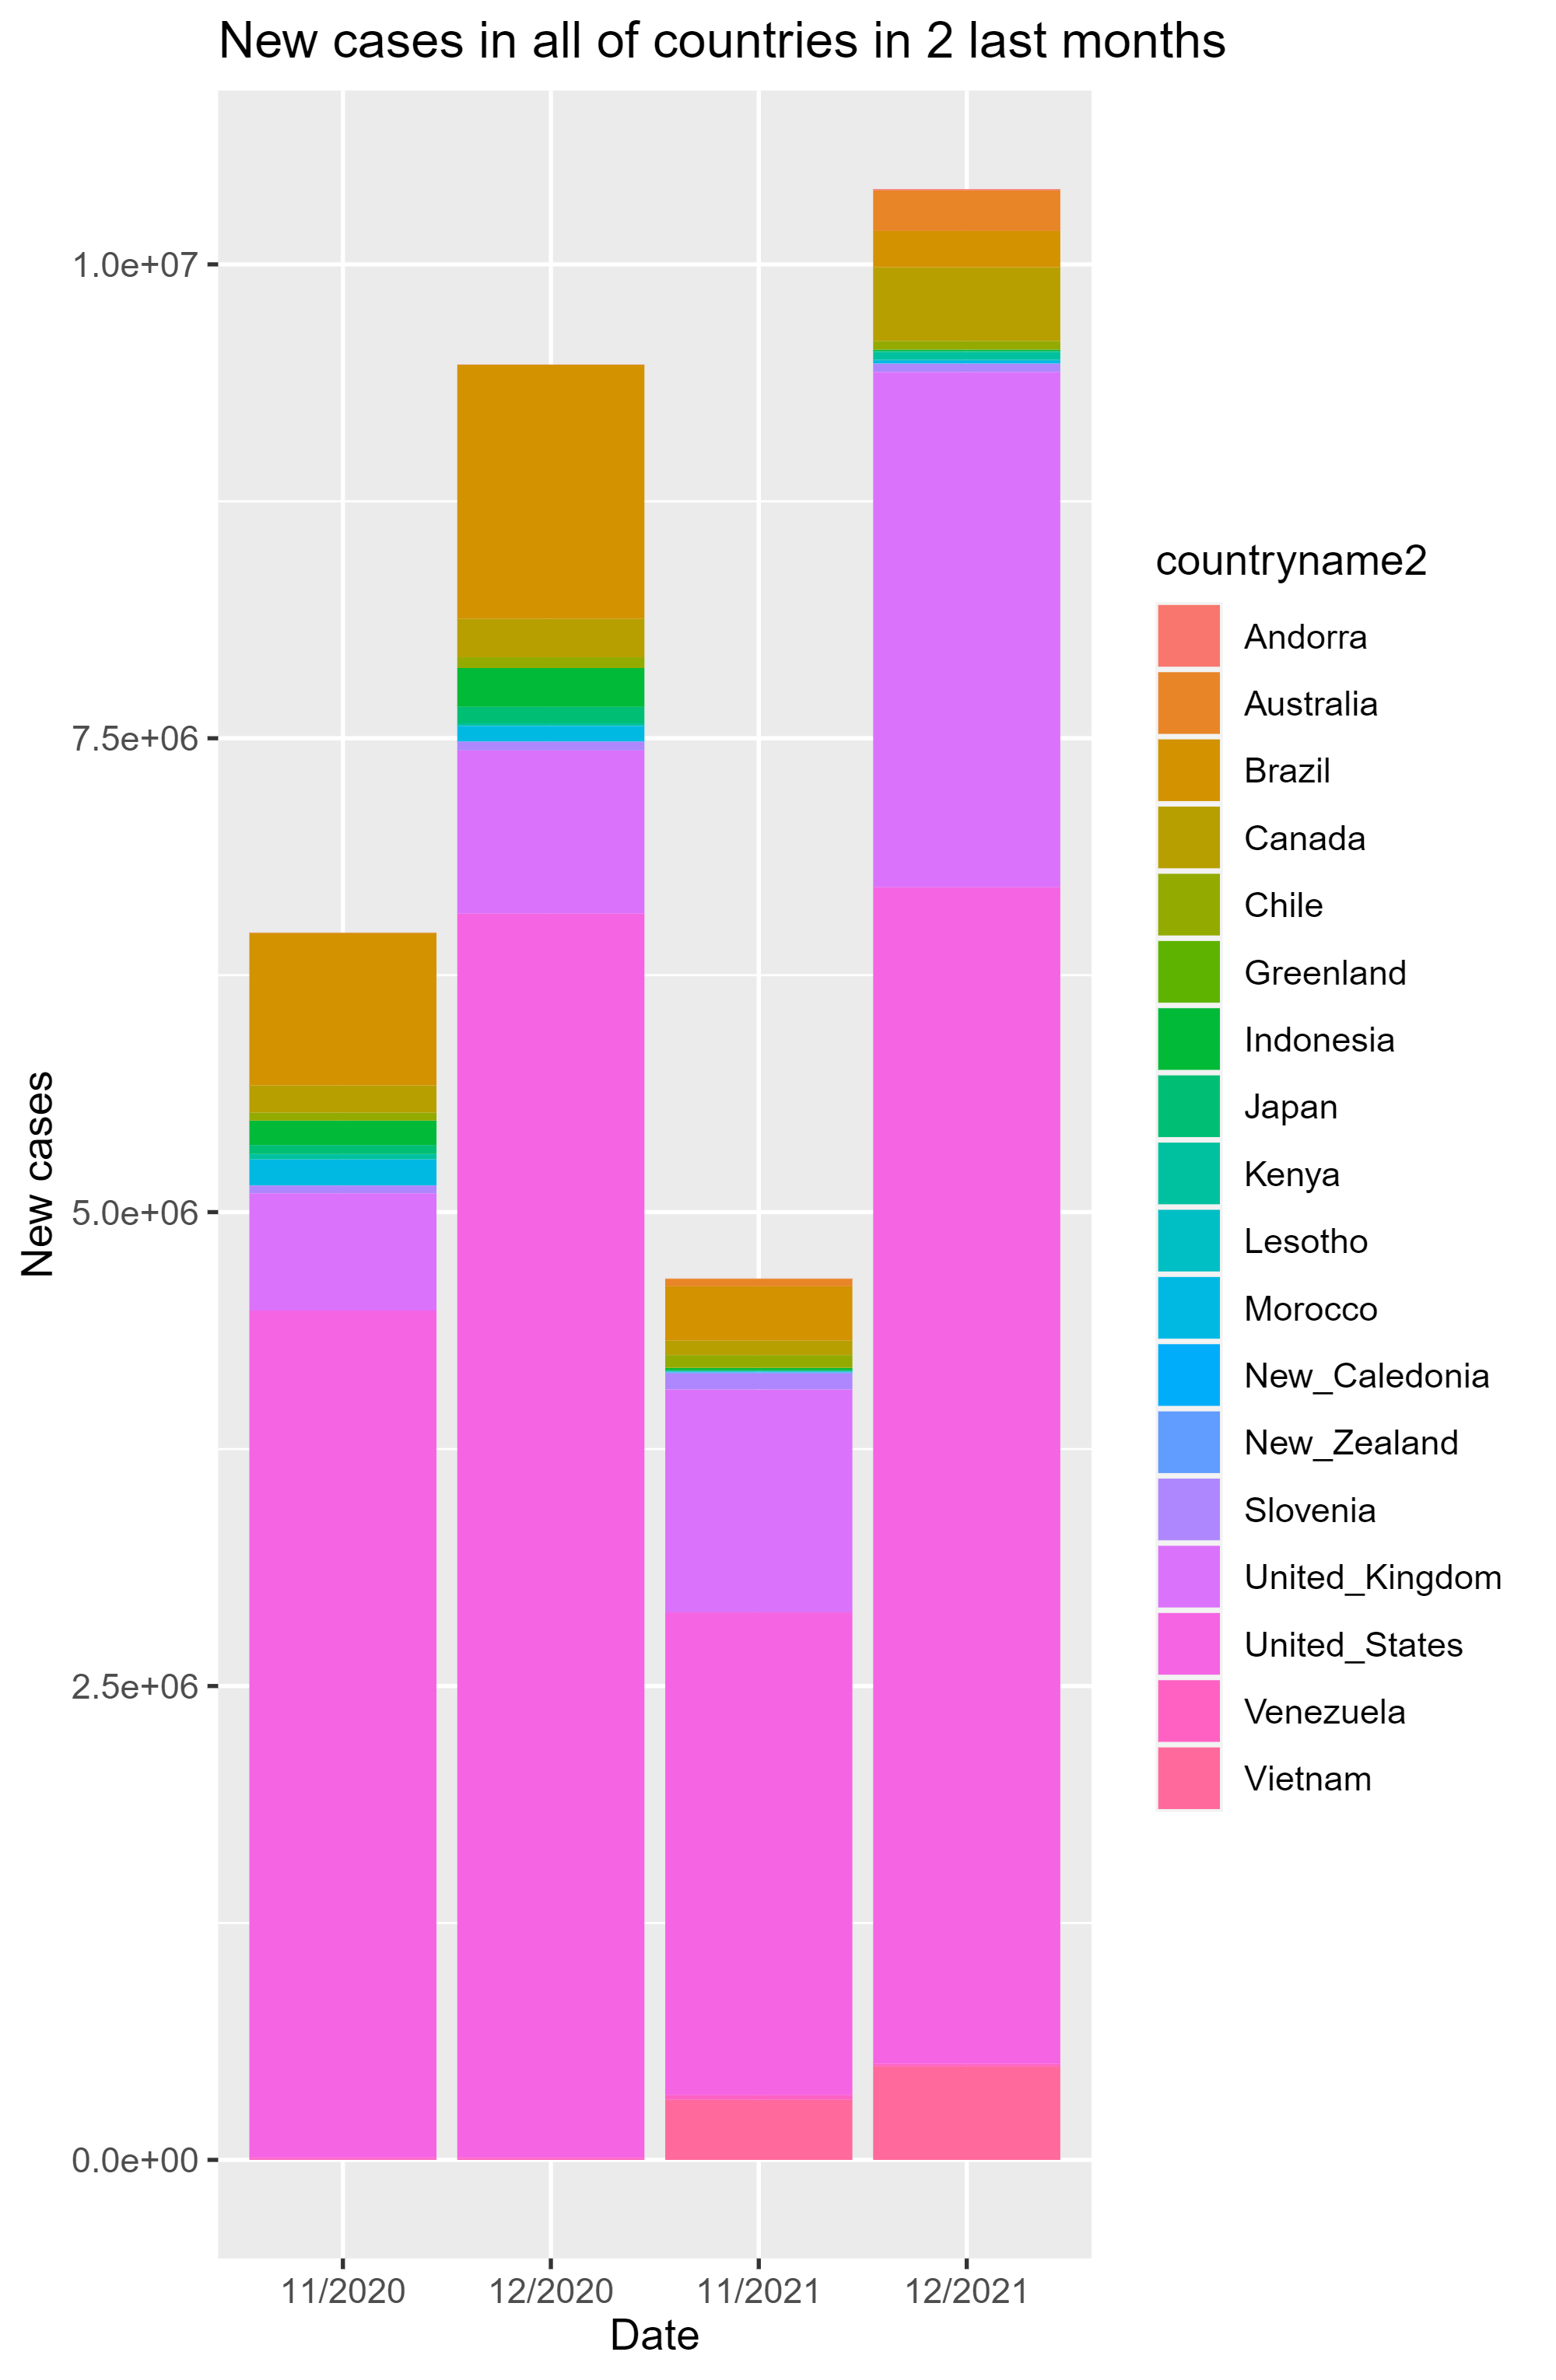 New cases in all of countries in 2 last months
1.0e+07
7.5e+06
5.0e+06
2.5e+06
0.0e+00
New cases
11/2020
12/2020
11/2021
12/2021
Date
countryname2
Andorra
Australia
Brazil
Canada
Chile
Greenland
Indonesia
Japan
Kenya
Lesotho
Morocco
New_Caledonia
New_Zealand
Slovenia
United_Kingdom
United_States
Venezuela
Vietnam